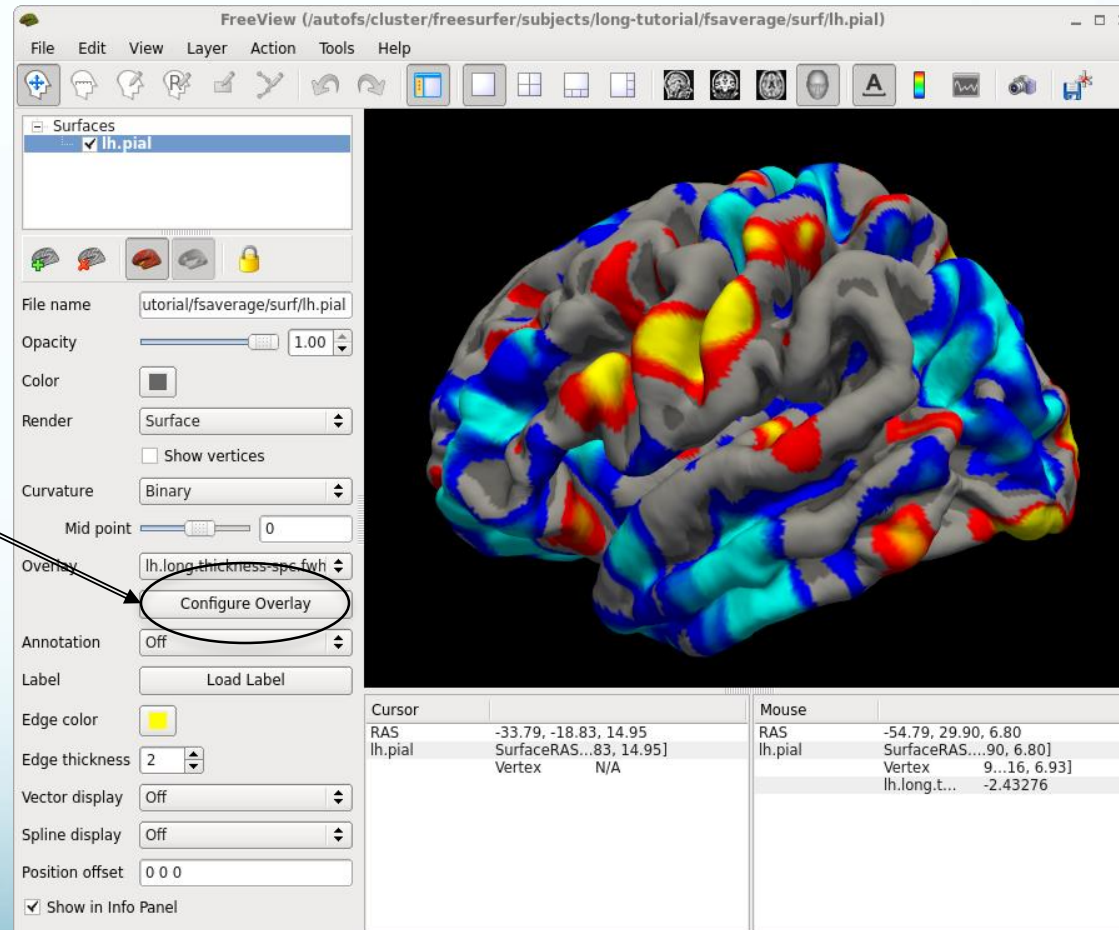 FreeView (/autofs/cluster/freesurfer/subjects/long-tutorial/fsaverage/surf/lh.pial)
File Edit View Layer Action Tools Help
Surfaces
lh.pial
File name utorial/fsaverage/surf/lh.pial
Opacity 1.00
Color
Render Surface
Show vertices
Curvature Binary
Mid point 0
Overlay lh.long.thickness-spc.fwh
Configure Overlay
Annotation Off
Label Load Label
Edge color
Edge thickness 2
Vector display Off
Spline display Off
Position offset 0 0 0
Show in Info Panel
Cursor
RAS -33.79, -18.83, 14.95
lh.pial SurfaceRAS...83, 14.95]
Vertex N/A
Mouse
RAS -54.79, 29.90, 6.80
lh.pial SurfaceRAS....90, 6.80]
Vertex 9...16, 6.93]
lh.long.t... -2.43276